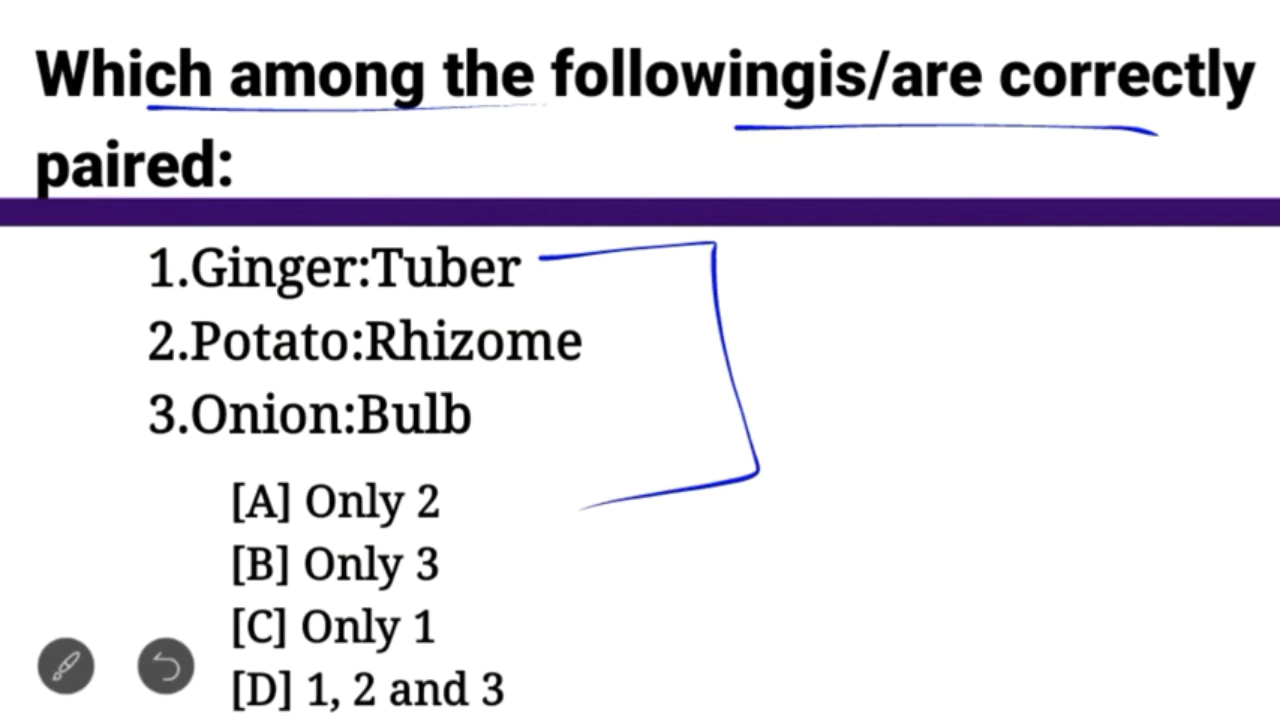 Which among the followingis/are correctly
paired:
1.Ginger:Tuber
2.Potato:Rhizome
3.Onion:Bulb
[A] Only 2
[B] Only 3
[C] Only 1
[D] 1, 2 and 3